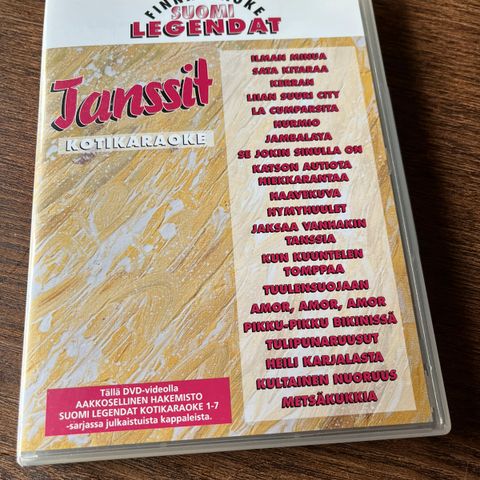 SUOMI
LEGENDAT
Tanssit
KOTIKARAOKE
ILMAN MINUA
SATA KITARAA
KERRAN
LIIAN SUURI CITY
LA CUMPARSITA
HURMIO
JAMBALAYA
SE JOKIN SINULLA ON
KATSON AUTIOTA
HIEKKARANTAA
HAAVEKUVA
HYMYHUULET
JAKSAA VANHAKIN
TANSSIA
KUN KUUNTELEN
TOMPPAA
TUULENSUOJAAN
AMOR, AMOR, AMOR
PIKKU-PIKKU BIKINISSÄ
TULIPUNARUUSUT
HEILI KARJALASTA
KULTAINEN NUORUUS
METSÄKUKKIA
Tällä DVD-videolla
AAKKOSELLINEN HAKEMISTO
SUOMI LEGENDAT KOTIKARAOKE 1-7
-sarjassa julkaistuista kappaleista.